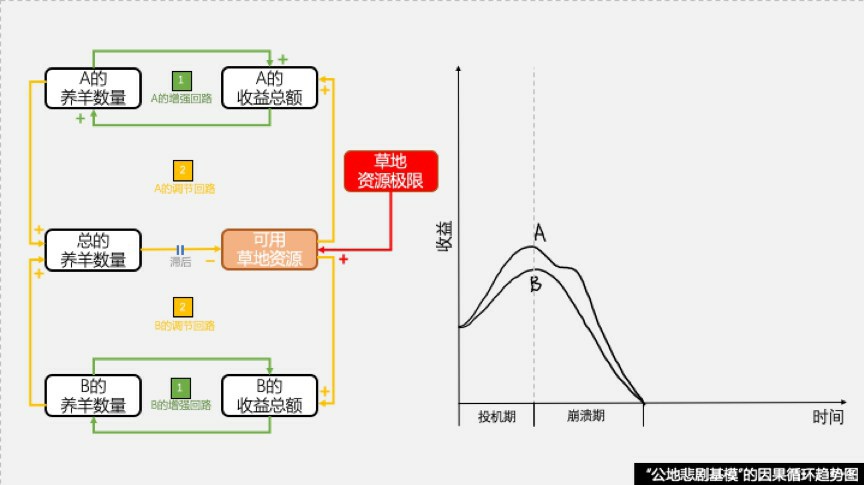 A的
养羊数量
+
1
A的增强回路
+
A的
收益总额
+
2
A的调节回路
草地
资源极限
+
总的
养羊数量
+
滞后
−
可用
草地资源
+
2
B的调节回路
B的
养羊数量
1
B的增强回路
B的
收益总额
+
收益
A
B
投机期
崩溃期
时间
“公地悲剧基模”的因果循环趋势图